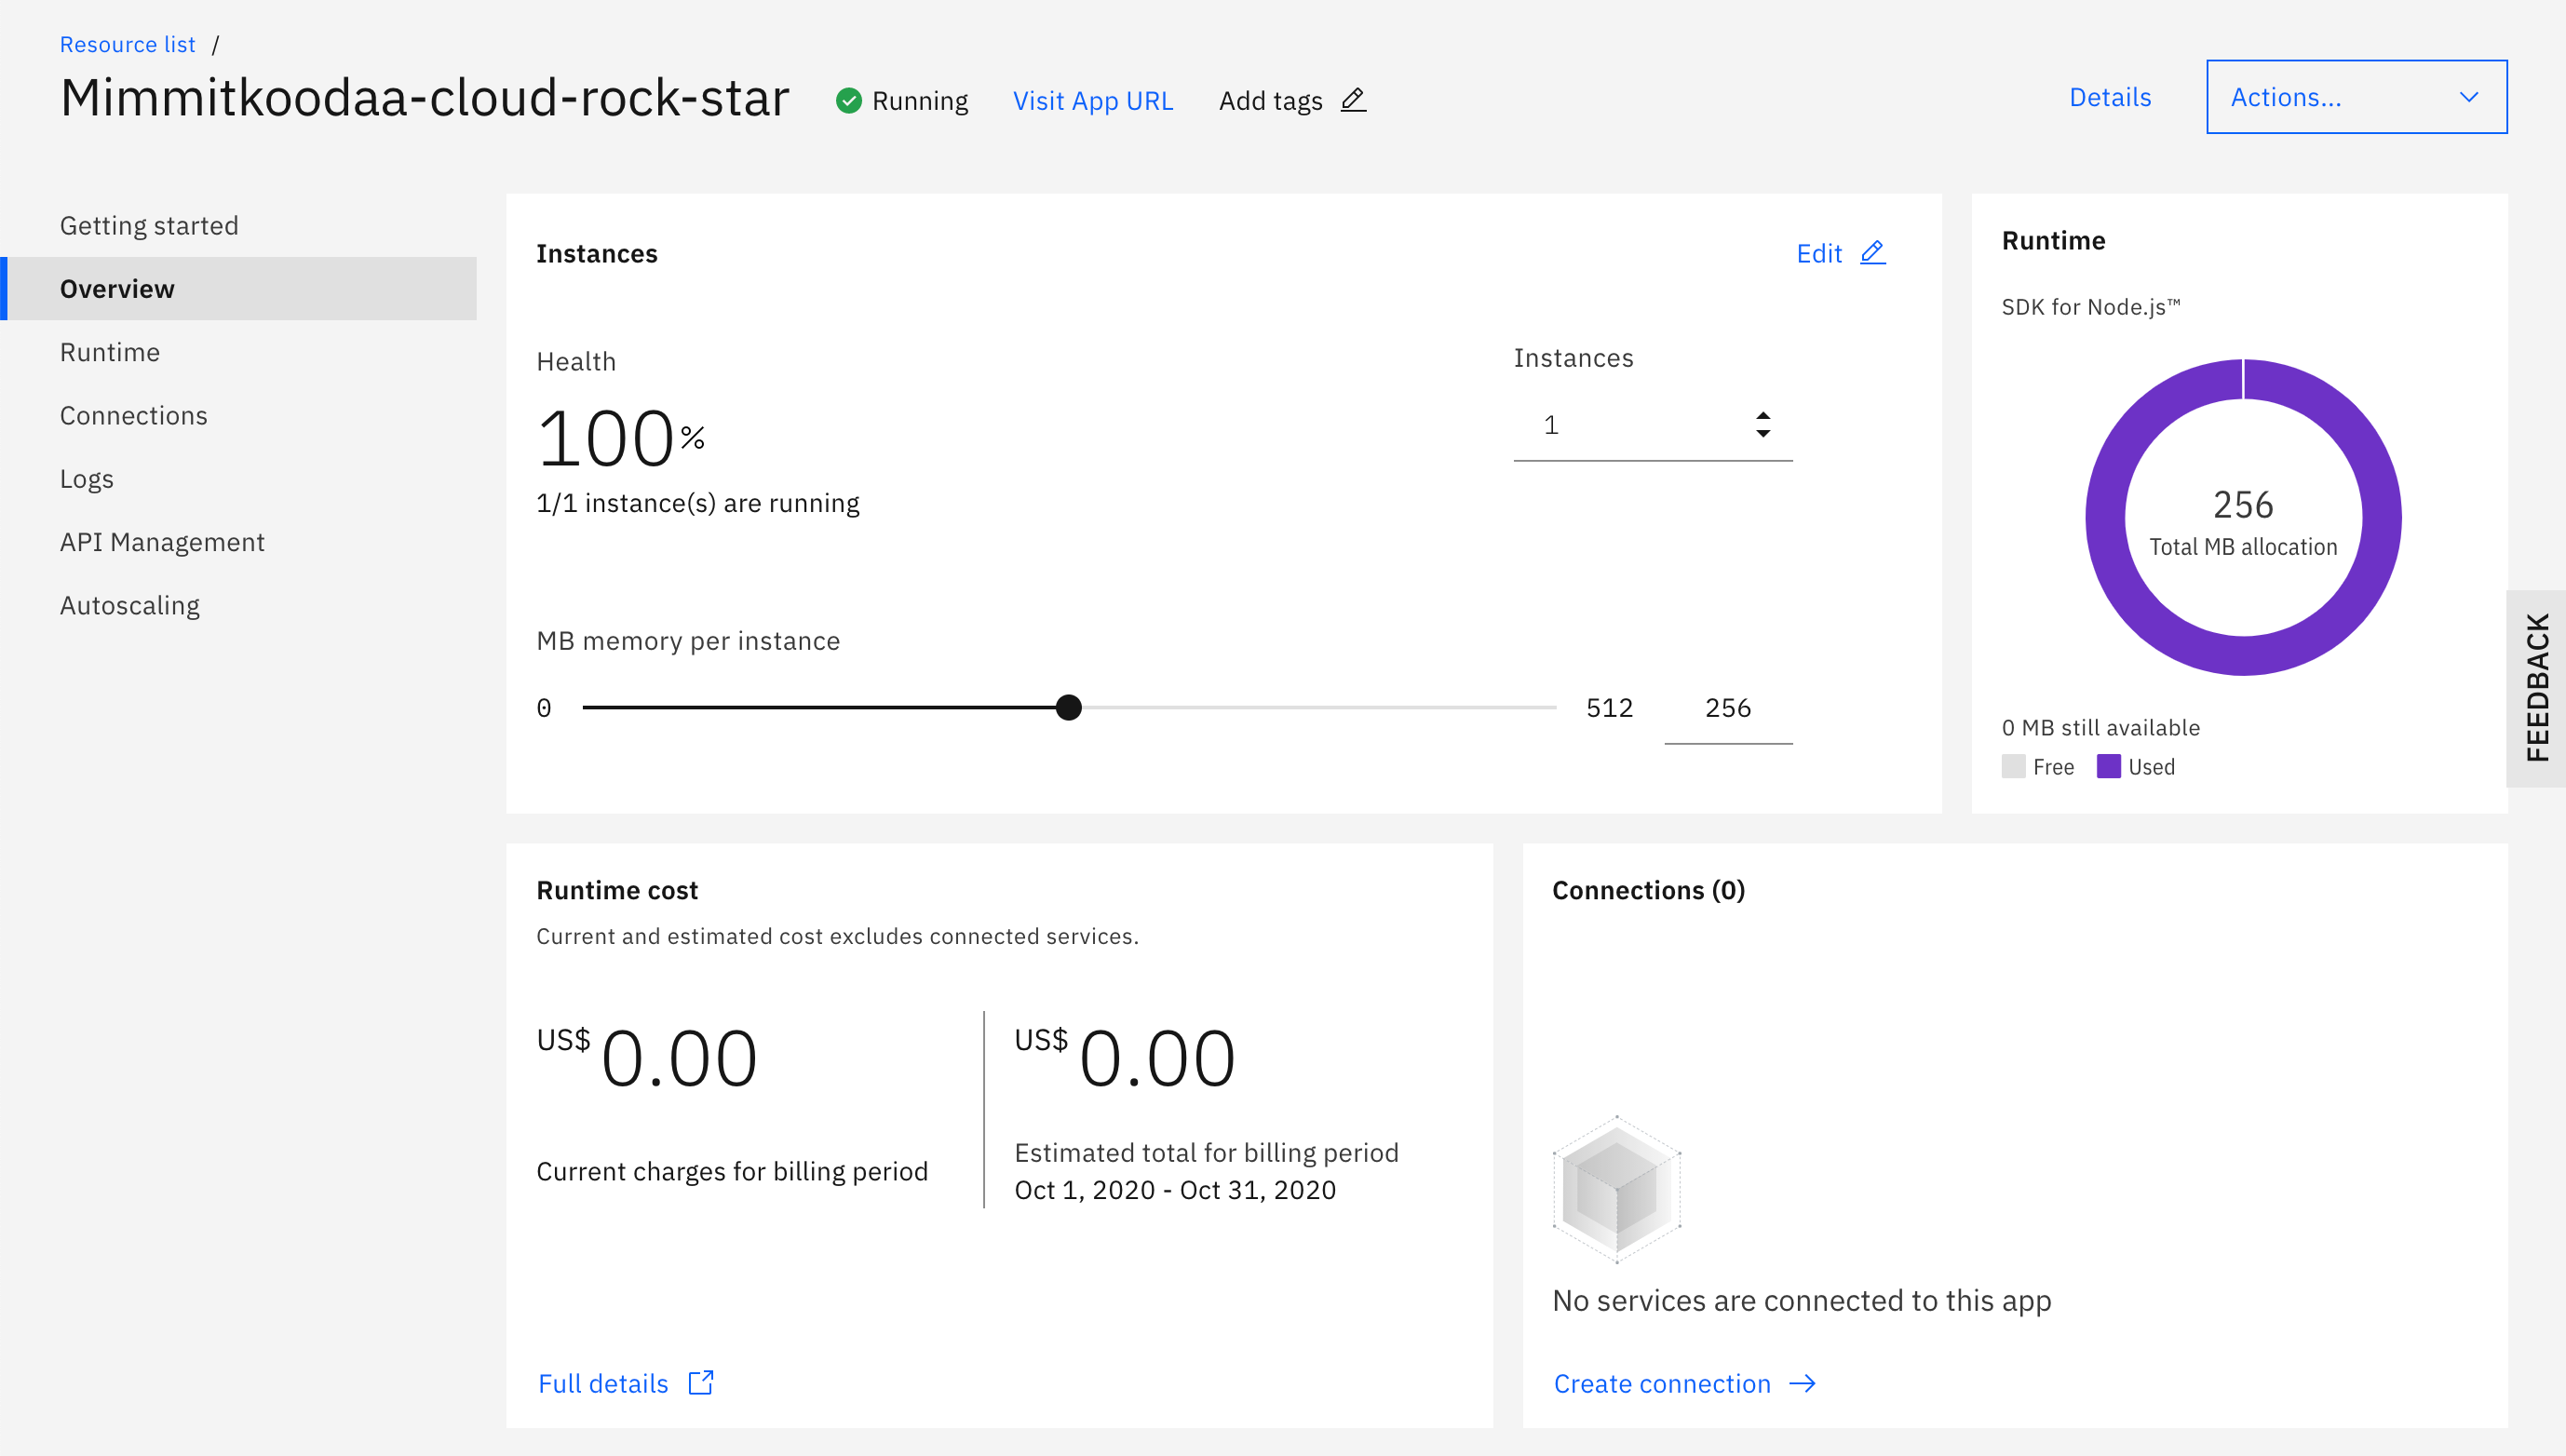 Resource list /
Mimmitkoodaa-cloud-rock-star
Running
Visit App URL
Add tags
Details
Actions...
Getting started
Overview
Runtime
Connections
Logs
API Management
Autoscaling
Instances
Edit
Health
100%
1/1 instance(s) are running
Instances
1
MB memory per instance
0
512
256
Runtime
SDK for Node.js™
256
Total MB allocation
0 MB still available
Free
Used
FEEDBACK
Runtime cost
Current and estimated cost excludes connected services.
US$ 0.00
Current charges for billing period
US$ 0.00
Estimated total for billing period
Oct 1, 2020 - Oct 31, 2020
Full details
Connections (0)
No services are connected to this app
Create connection